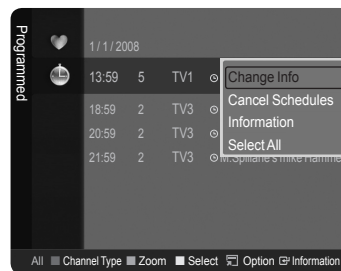 Programmed
1 / 1 / 2008
13:59 5 TV1
Change Info
Cancel Schedules
Information
Select All
18:59 2 TV3
20:59 2 TV3
21:59 2 TV3
All Channel Type Zoom Select Option Information